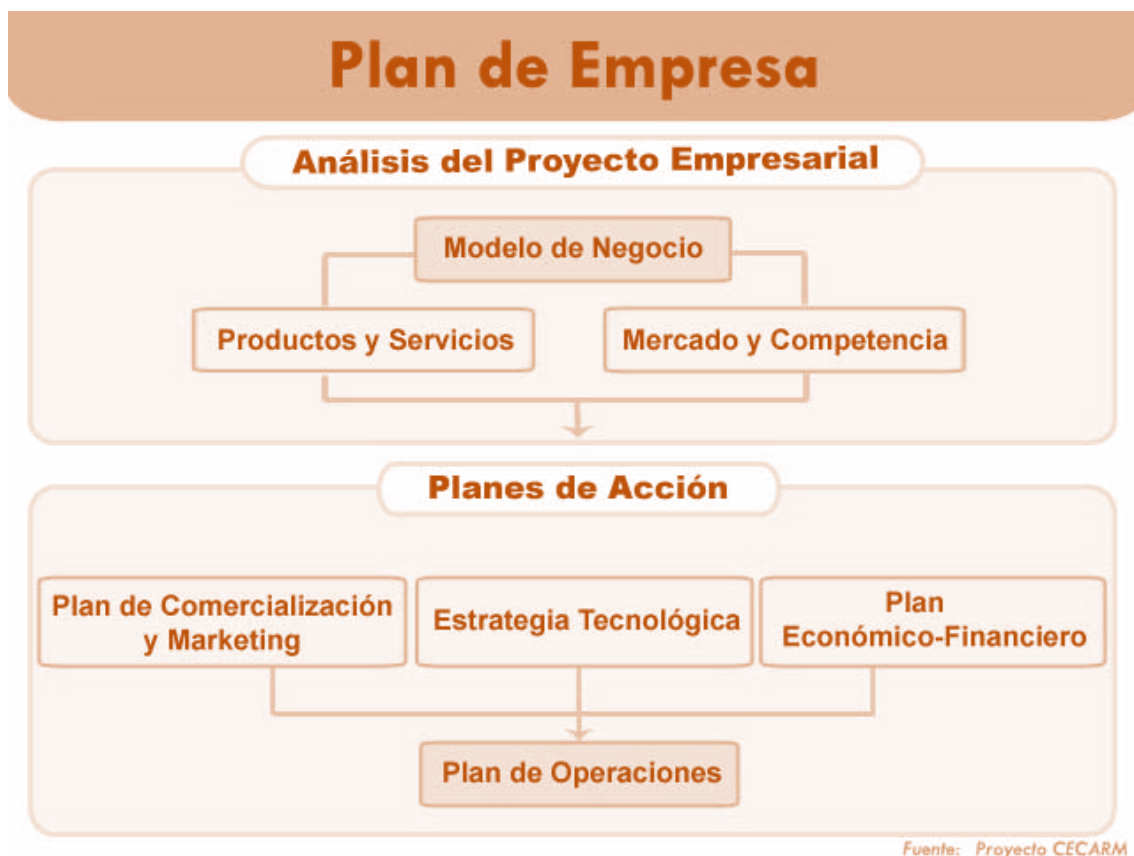 Plan de Empresa
Análisis del Proyecto Empresarial
Modelo de Negocio
Productos y Servicios
Mercado y Competencia
Planes de Acción
Plan de Comercialización
y Marketing
Estrategia Tecnológica
Plan
Económico-Financiero
Plan de Operaciones
Fuente: Proyecto CECARM